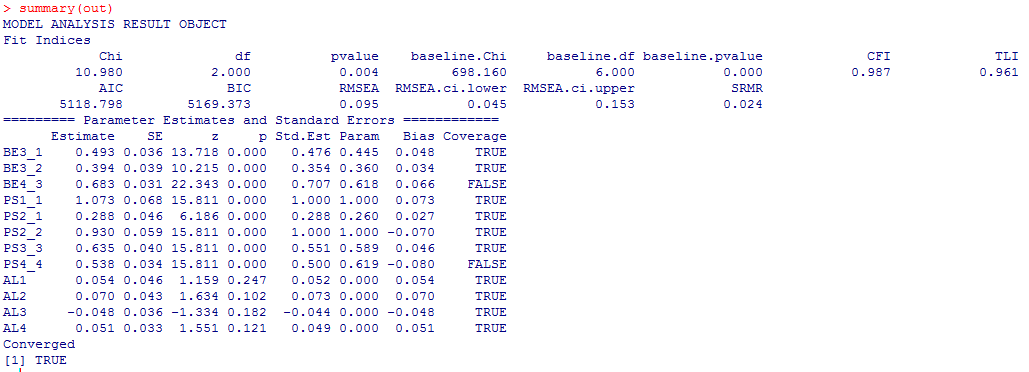 > summary(out)
MODEL ANALYSIS RESULT OBJECT
Fit Indices
Chi df pvalue baseline.Chi baseline.df baseline.pvalue CFI TLI
10.980 2.000 0.004 698.160 6.000 0.000 0.987 0.961
AIC BIC RMSEA RMSEA.ci.lower RMSEA.ci.upper SRMR
5118.798 5169.373 0.095 0.045 0.153 0.024
========= Parameter Estimates and Standard Errors ============
Estimate SE z p Std.Est Param Bias Coverage
BE3_1 0.493 0.036 13.718 0.000 0.476 0.445 0.048 TRUE
BE3_2 0.394 0.039 10.215 0.000 0.354 0.360 0.034 TRUE
BE4_3 0.683 0.031 22.343 0.000 0.707 0.618 0.066 FALSE
PS1_1 1.073 0.068 15.811 0.000 1.000 1.000 0.073 TRUE
PS2_1 0.288 0.046 6.186 0.000 0.288 0.260 0.027 TRUE
PS2_2 0.930 0.059 15.811 0.000 1.000 1.000 -0.070 TRUE
PS3_3 0.635 0.040 15.811 0.000 0.551 0.589 0.046 TRUE
PS4_4 0.538 0.034 15.811 0.000 0.500 0.619 -0.080 FALSE
AL1 0.054 0.046 1.159 0.247 0.052 0.000 0.054 TRUE
AL2 0.070 0.043 1.634 0.102 0.073 0.000 0.070 TRUE
AL3 -0.048 0.036 -1.334 0.182 -0.044 0.000 -0.048 TRUE
AL4 0.051 0.033 1.551 0.121 0.049 0.000 0.051 TRUE
Converged
[1] TRUE